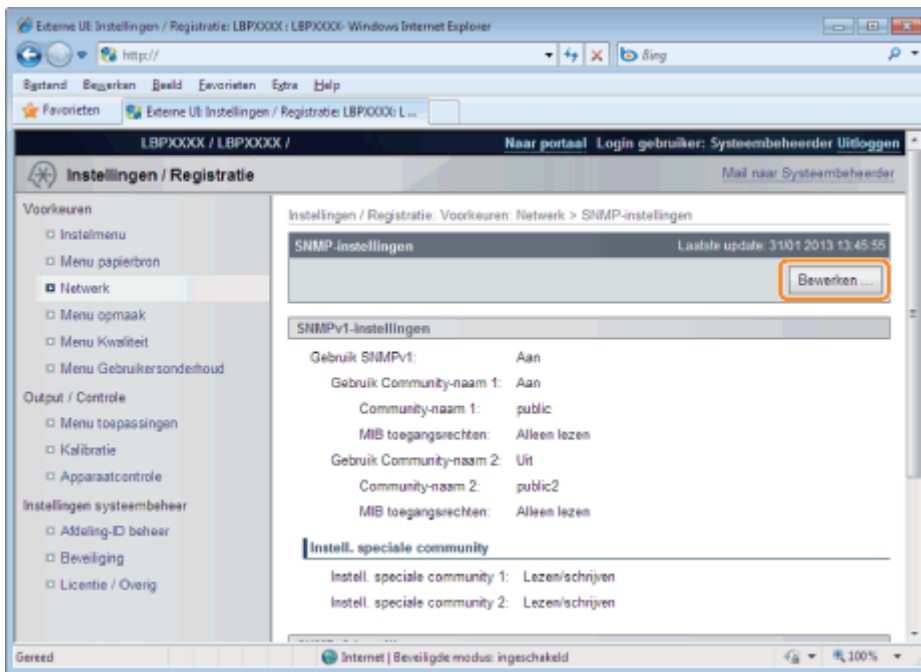 Externe UI: Instellingen / Registratie: LBPXXXX : LBPXXXX- Windows Internet Explorer
http://
Bing
Bestand Bewerken Beeld Favorieten Extra Help
Favorieten
Externe UI: Instellingen / Registratie: LBPXXXX: L...
LBPXXXX / LBPXXXX /
Naar portaal Login gebruiker: Systeembeheerder Uitloggen
Instellingen / Registratie
Mail naar Systeembeheerder
Voorkeuren
Instelmenu
Menu papierbron
Netwerk
Menu opmaak
Menu Kwaliteit
Menu Gebruikersonderhoud
Output / Controle
Menu toepassingen
Kalibratie
Apparaatcontrole
Instellingen systeembeheer
Afdeling-ID beheer
Beveiliging
Licentie / Overig
Instellingen / Registratie: Voorkeuren: Netwerk > SNMP-instellingen
SNMP-instellingen
Laatste update: 31/01 2013 13:45:55
Bewerken ...
SNMPv1-instellingen
Gebruik SNMPv1: Aan
Gebruik Community-naam 1: Aan
Community-naam 1: public
MIB toegangsrechten: Alleen lezen
Gebruik Community-naam 2: Uit
Community-naam 2: public2
MIB toegangsrechten: Alleen lezen
Instell. speciale community
Instell. speciale community 1: Lezen/schrijven
Instell. speciale community 2: Lezen/schrijven
Gereed
Internet | Beveiligde modus: ingeschakeld
100%